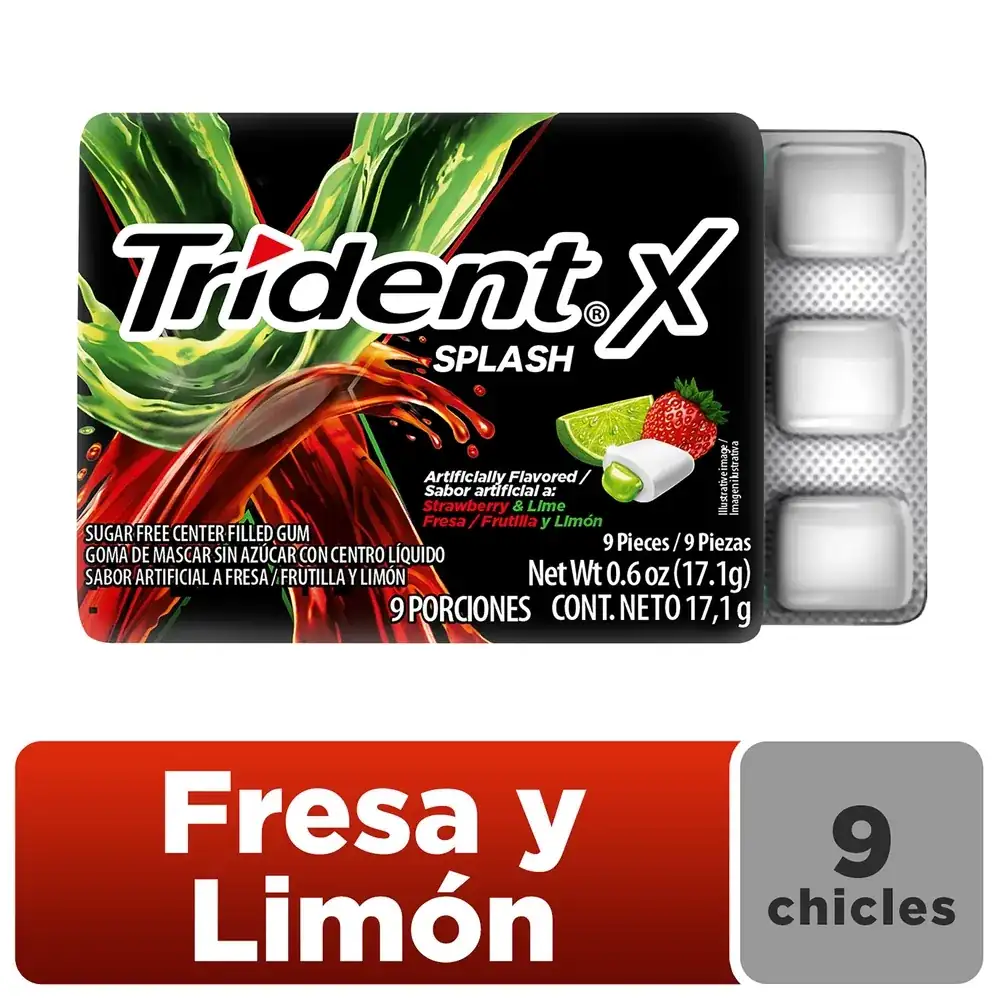 Trident® X
SPLASH
Artificially Flavored /
Sabor artificial a:
Strawberry & Lime
Fresa / Frutilla y Limón
Illustrative image /
Imagen ilustrativa
SUGAR FREE CENTER FILLED GUM
GOMA DE MASCAR SIN AZÚCAR CON CENTRO LÍQUIDO
SABOR ARTIFICIAL A FRESA / FRUTILLA Y LIMÓN
9 Pieces / 9 Piezas
Net Wt 0.6 oz (17.1g)
9 PORCIONES CONT. NETO 17,1 g
Fresa y
Limón
9
chicles